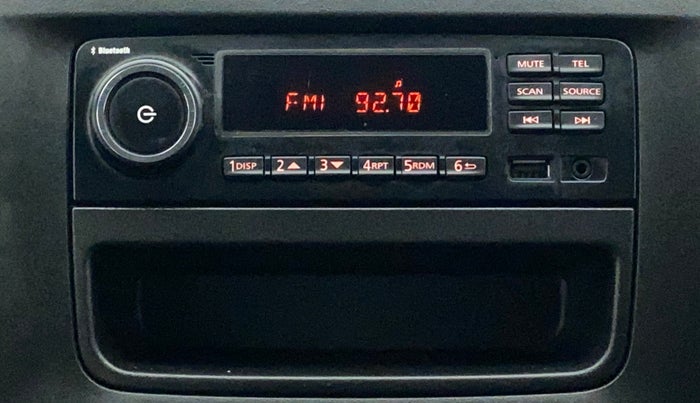 Bluetooth
FM1 92.70
MUTE TEL
SCAN SOURCE
1DISP 2 3 4RPT 5RDM 6